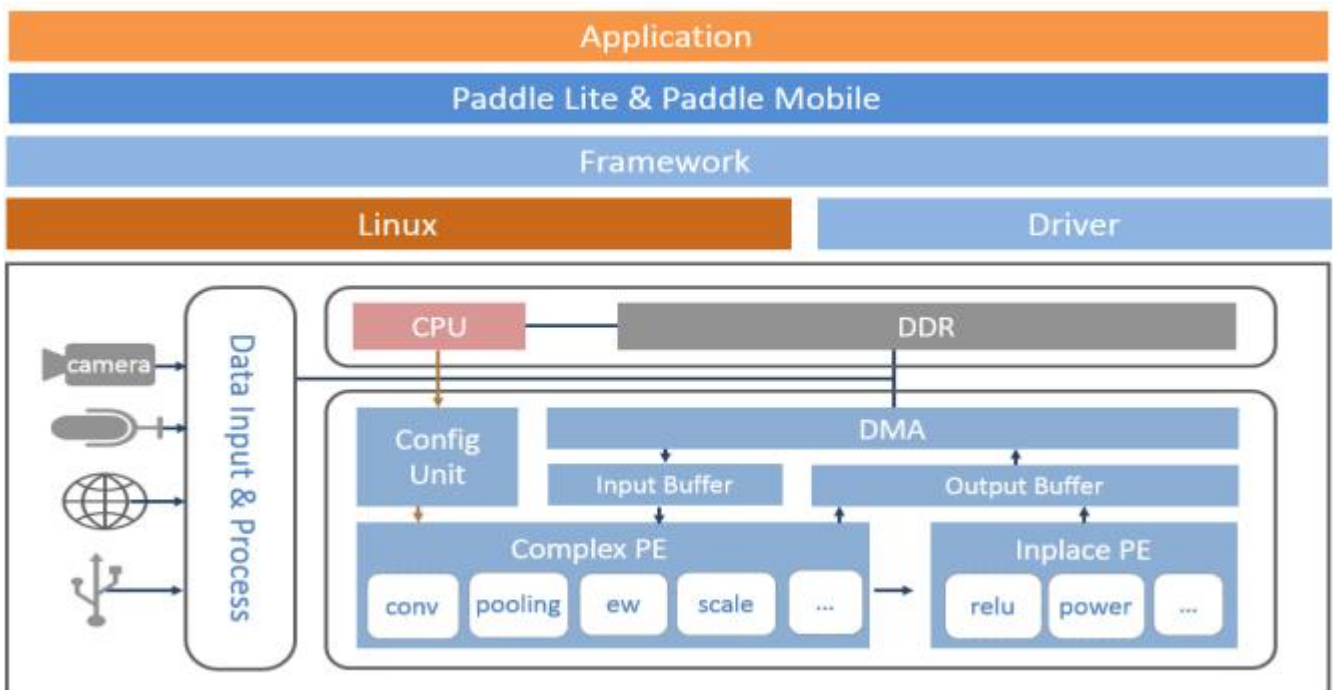 Application
Paddle Lite & Paddle Mobile
Framework
Linux
Driver
camera
Data Input & Process
CPU
DDR
Config
Unit
DMA
Input Buffer
Output Buffer
Complex PE
conv
pooling
ew
scale
...
Inplace PE
relu
power
...